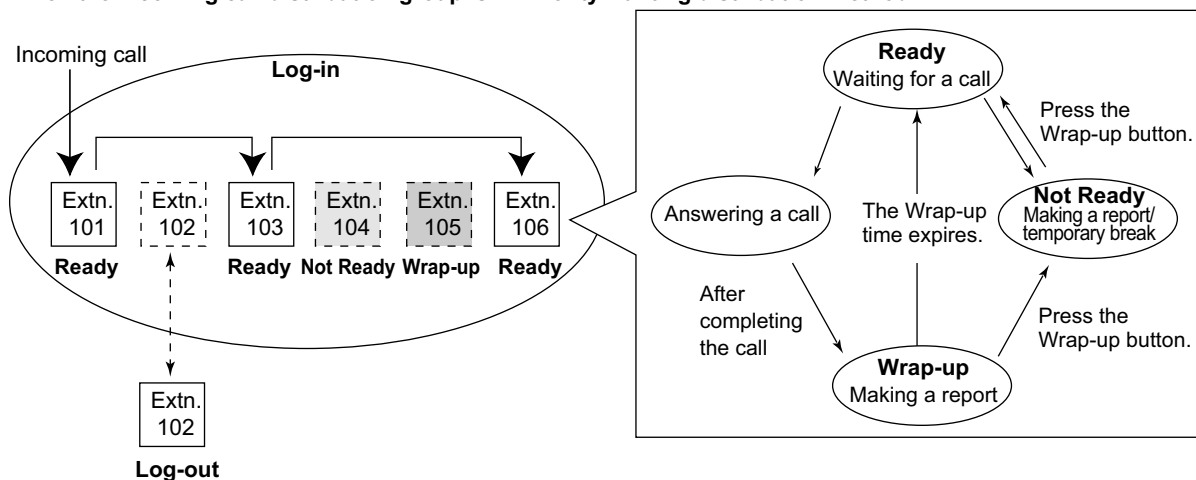 Incoming call
Log-in
Extn.
101
Extn.
102
Extn.
103
Extn.
104
Extn.
105
Extn.
106
Ready
Ready
Not Ready
Wrap-up
Ready
Extn.
102
Log-out
Ready
Waiting for a call
Press the
Wrap-up button.
Answering a call
The Wrap-up
time expires.
Not Ready
Making a report/
temporary break
After
completing
the call
Press the
Wrap-up button.
Wrap-up
Making a report